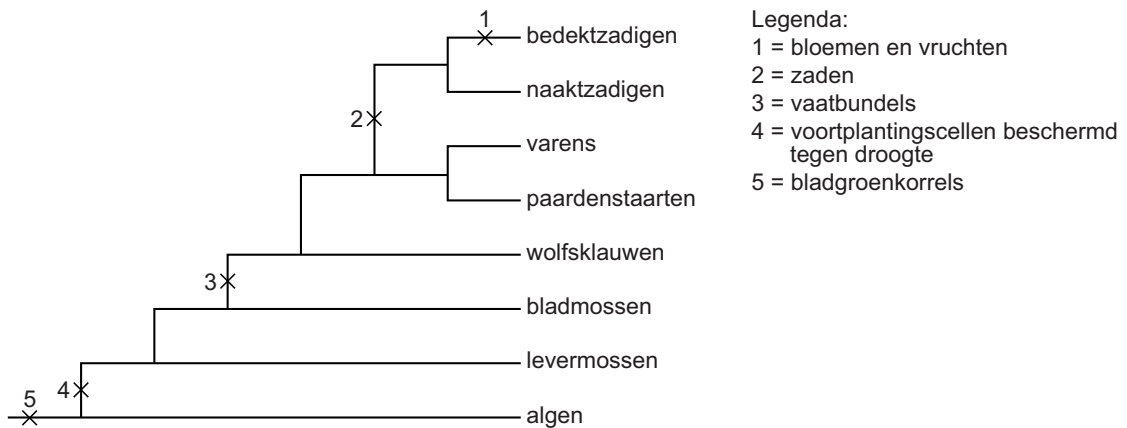 1
bedektzadigen
naaktzadigen
2
varens
paardenstaarten
wolfsklauwen
3
bladmossen
levermossen
4
5
algen
Legenda:
1 = bloemen en vruchten
2 = zaden
3 = vaatbundels
4 = voortplantingscellen beschermd
tegen droogte
5 = bladgroenkorrels